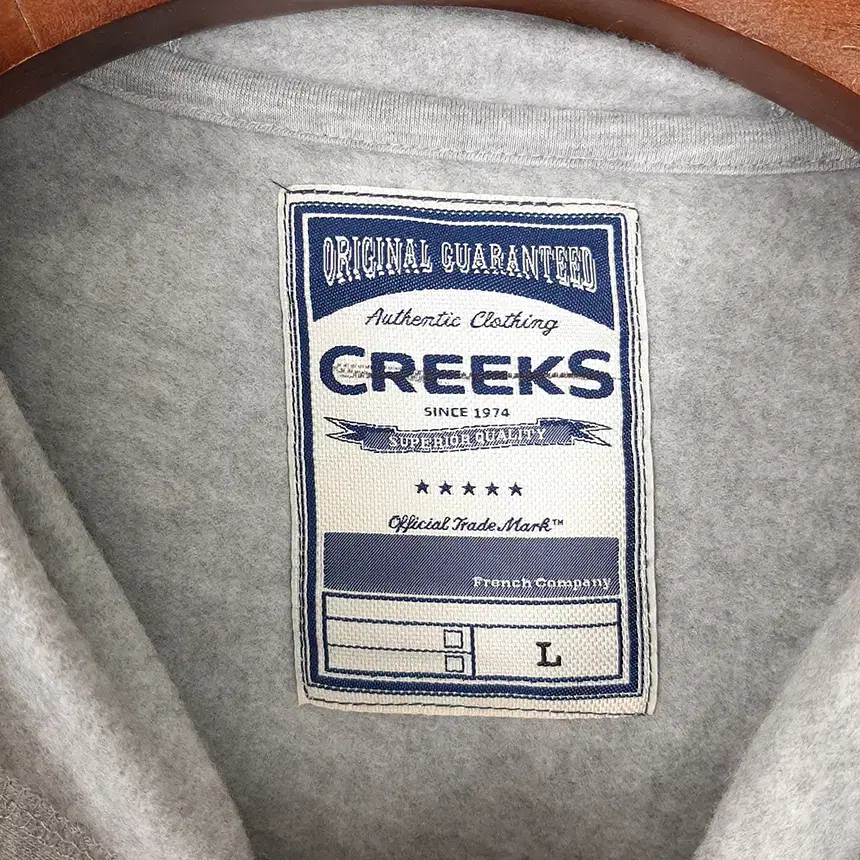 ORIGINAL GUARANTEED
Authentic Clothing
CREEKS
SINCE 1974
SUPERIOR QUALITY
Official Trade Mark™
French Company
L